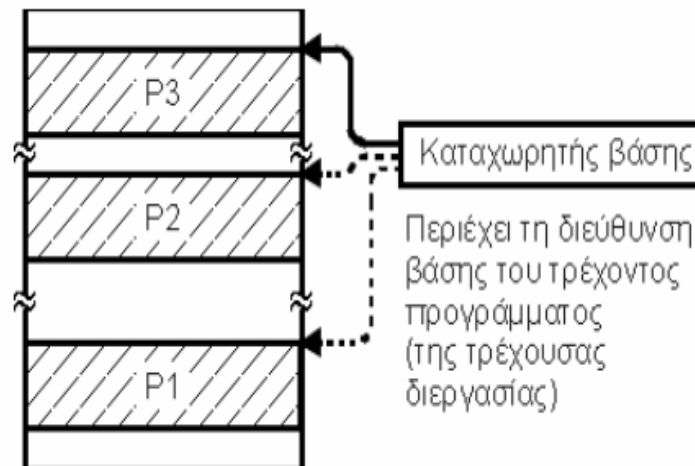 P3
P2
P1
Καταχωρητής βάσης
Περιέχει τη διεύθυνση
βάσης του τρέχοντος
προγράμματος
(της τρέχουσας
διεργασίας)